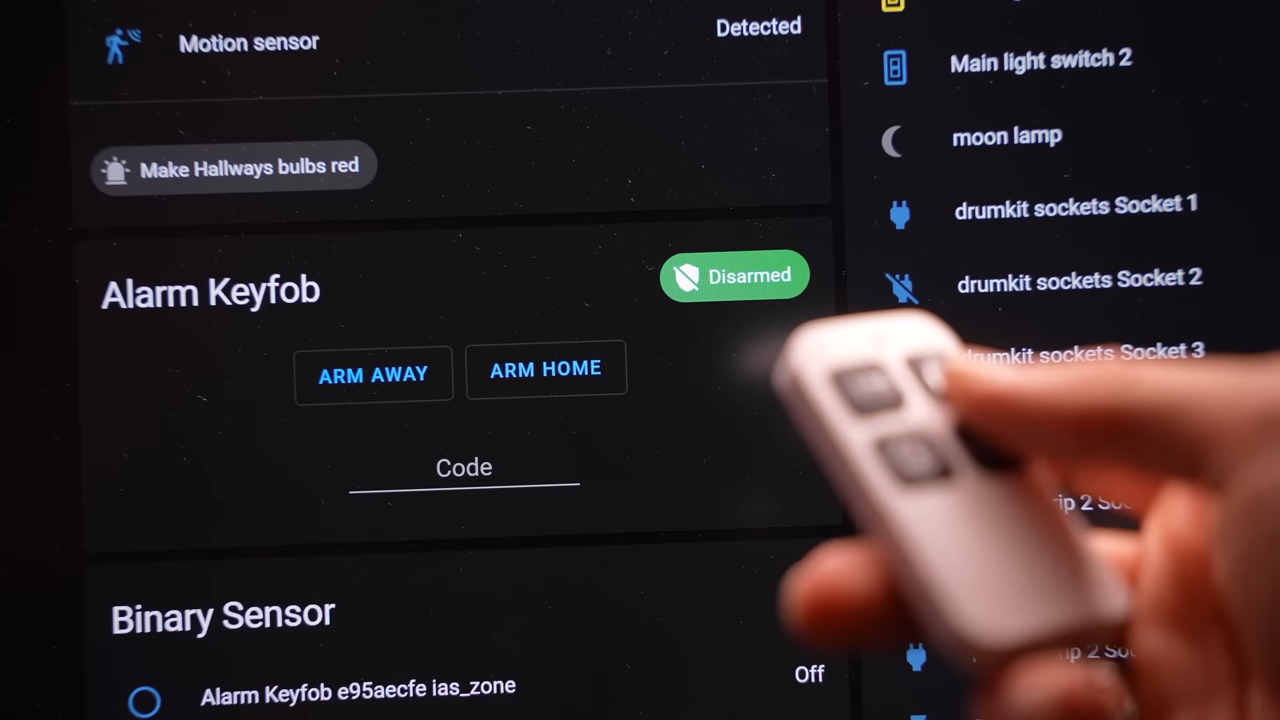 Motion sensor
Detected
Make Hallways bulbs red
Alarm Keyfob
Disarmed
ARM AWAY
ARM HOME
Code
Binary Sensor
Alarm Keyfob e95aecfe ias_zone
Off
Main light switch 2
moon lamp
drumkit sockets Socket 1
drumkit sockets Socket 2
drumkit sockets Socket 3
2
2